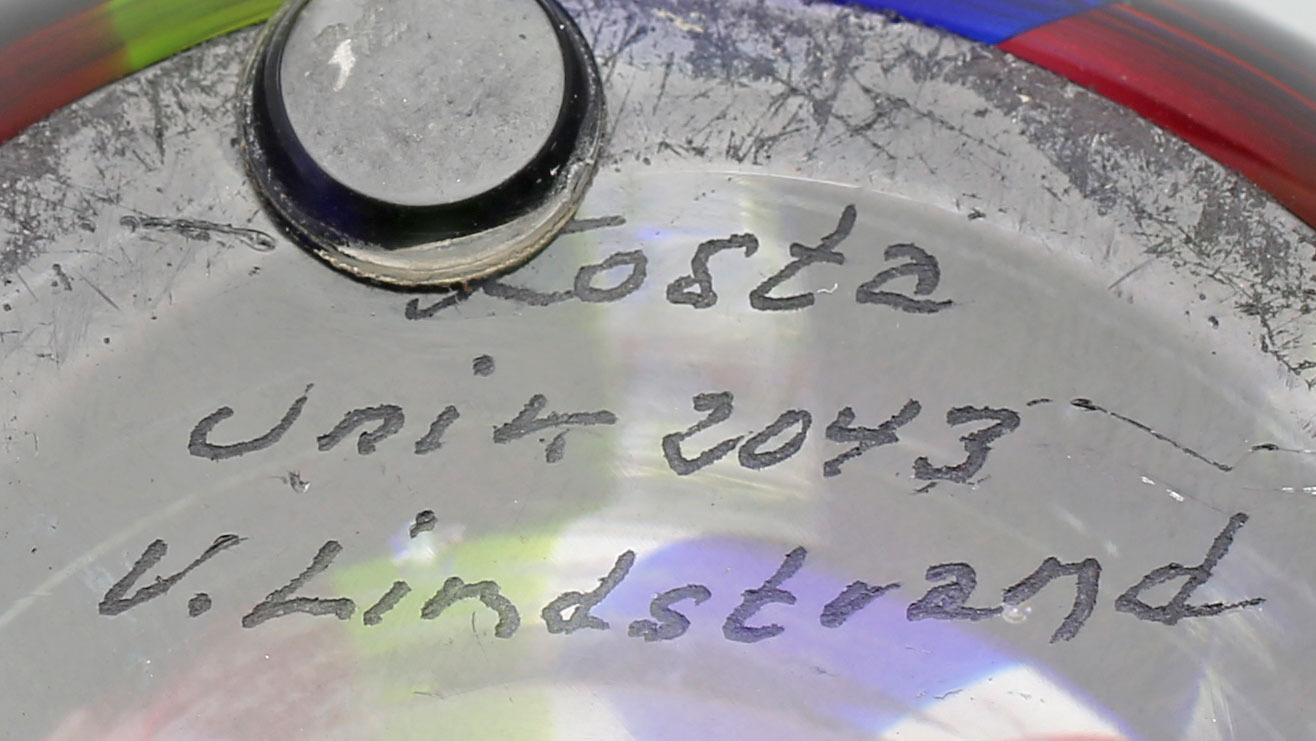 Kosta
Unik 2043
V. Lindstrand